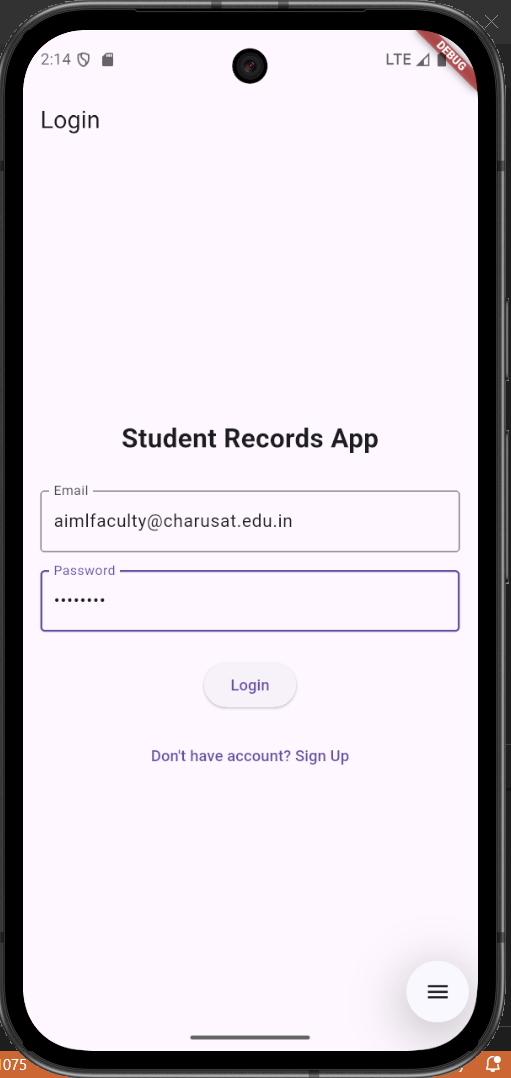 2:14
LTE
DEBUG
Login
Student Records App
Email
aimlfaculty@charusat.edu.in
Password
••••••••
Login
Don't have account? Sign Up
075